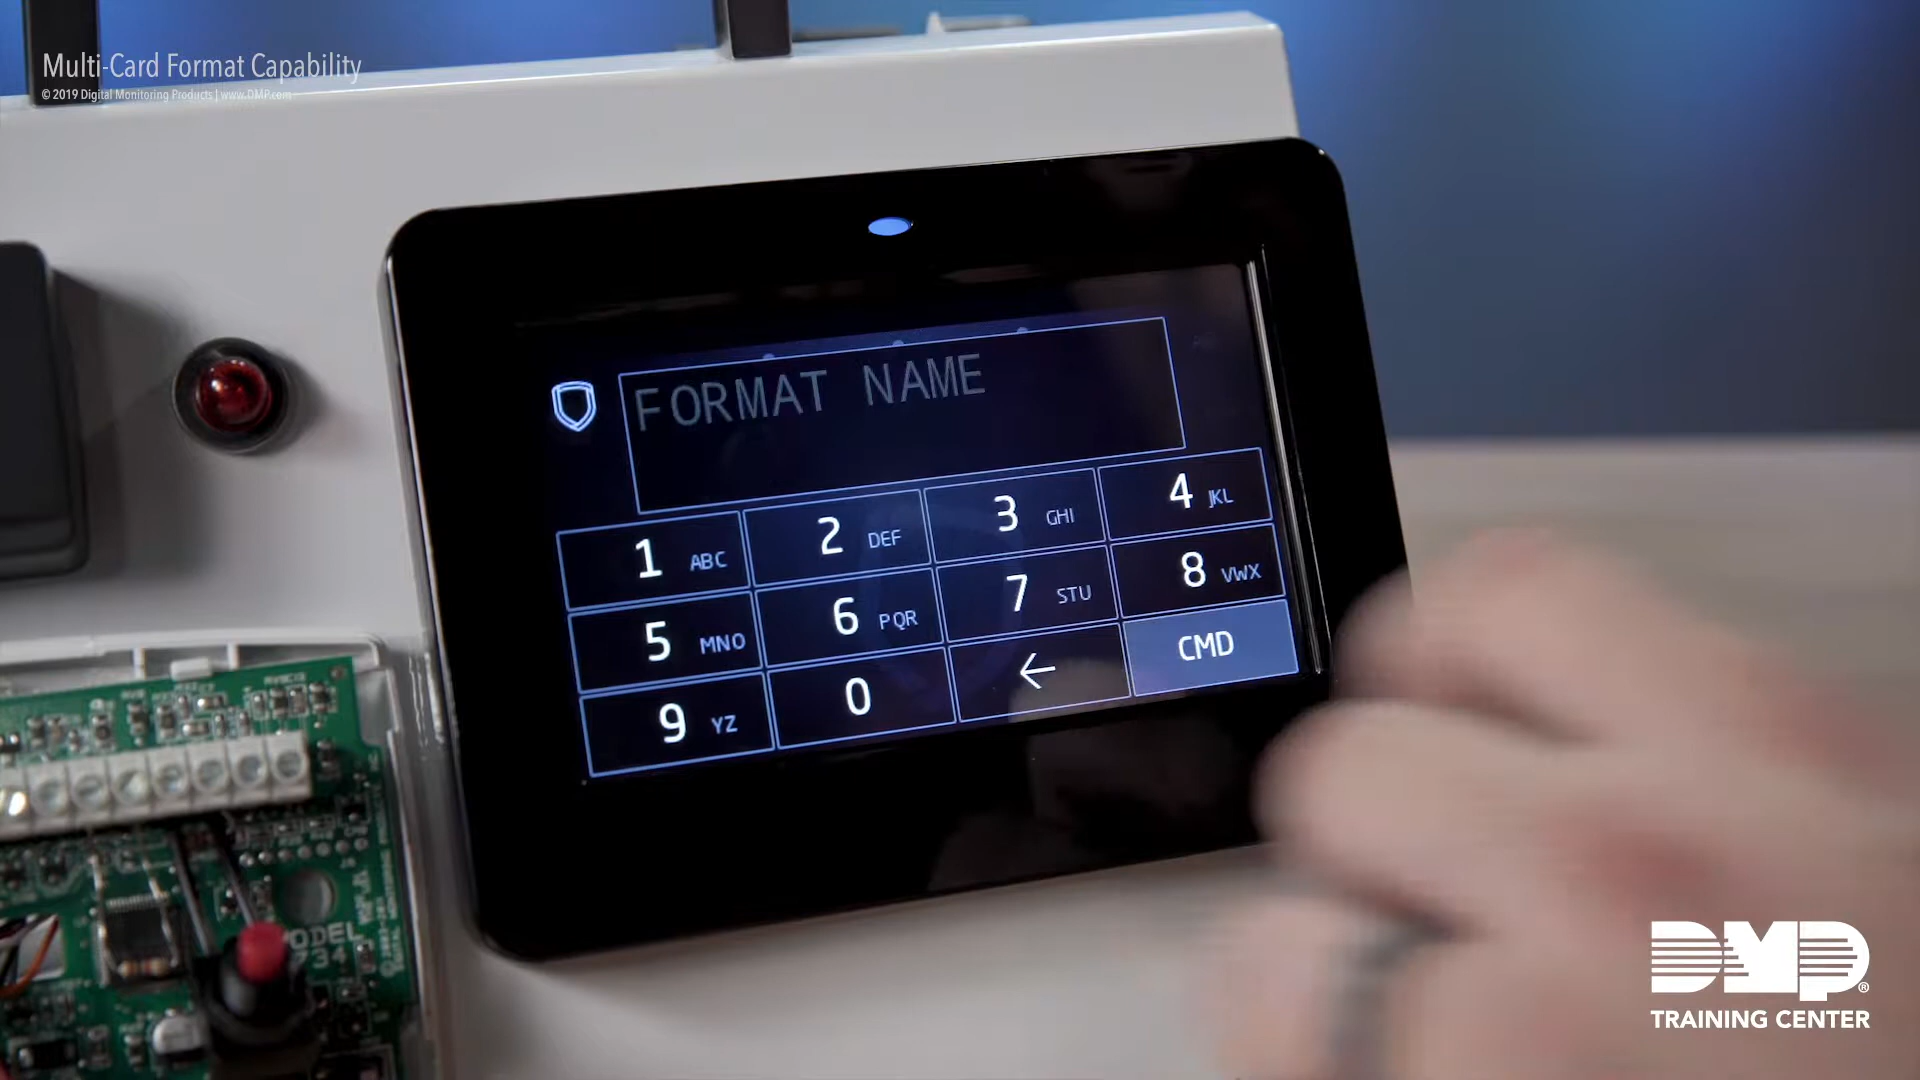 Multi-Card Format Capability
© 2019 Digital Monitoring Products | www.DMP.com
FORMAT NAME
1 ABC
2 DEF
3 GHI
4 JKL
5 MNO
6 PQR
7 STU
8 VWX
9 YZ
0
←
CMD
DMP®
TRAINING CENTER